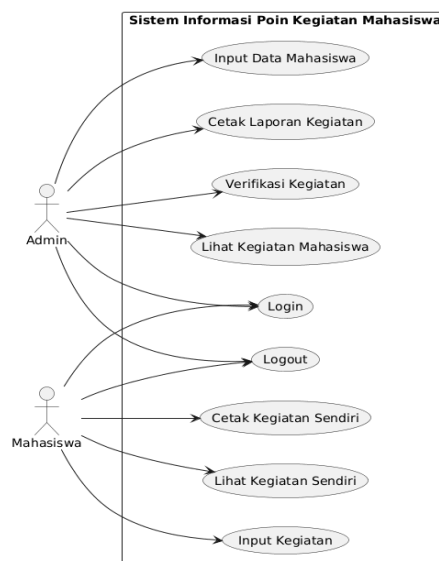 Sistem Informasi Poin Kegiatan Mahasiswa
Input Data Mahasiswa
Cetak Laporan Kegiatan
Verifikasi Kegiatan
Lihat Kegiatan Mahasiswa
Admin
Login
Logout
Mahasiswa
Cetak Kegiatan Sendiri
Lihat Kegiatan Sendiri
Input Kegiatan